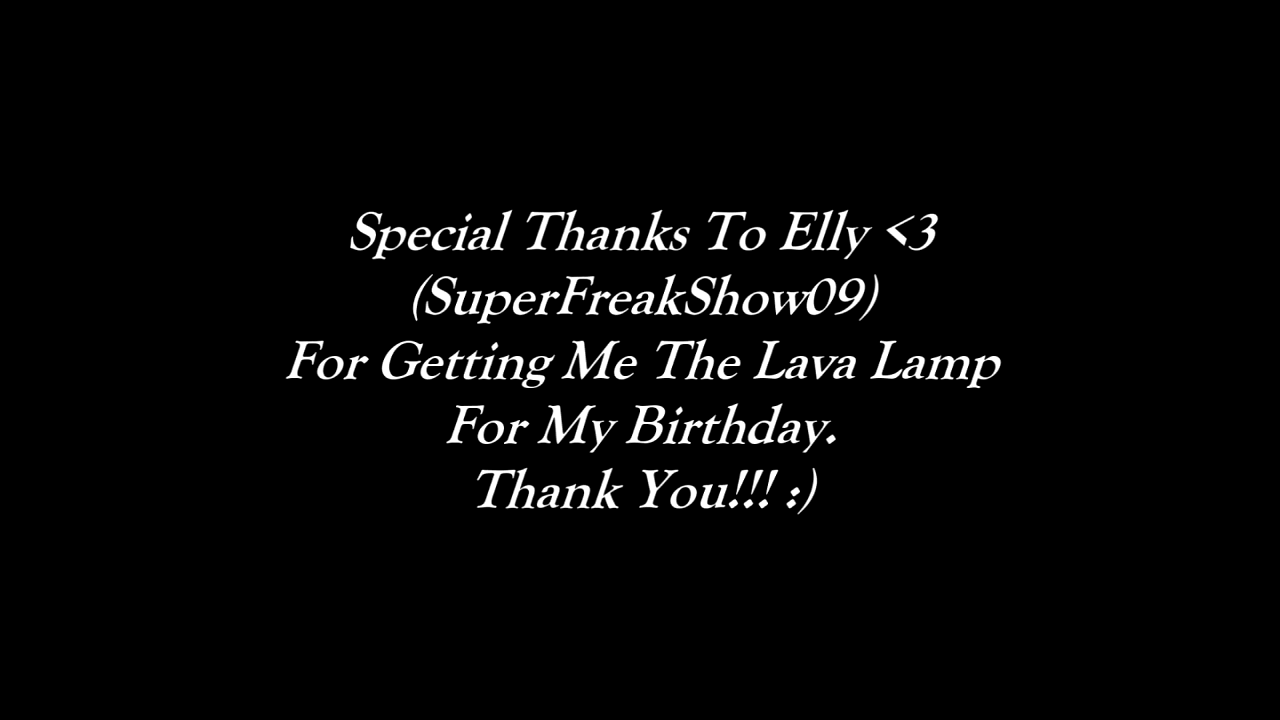 Special Thanks To Elly <3
(SuperFreakShow09)
For Getting Me The Lava Lamp
For My Birthday.
Thank You!!! :)